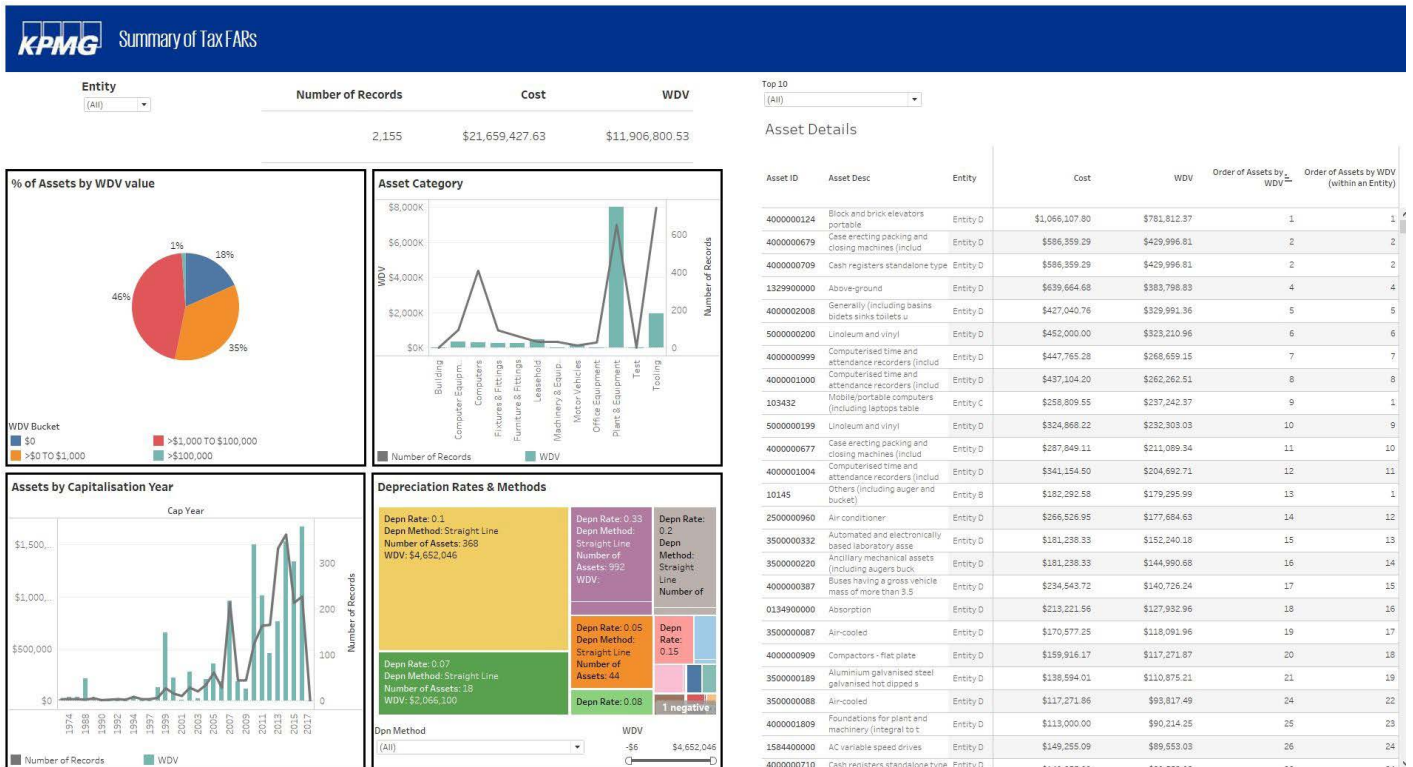 KPMG Summary of Tax FARs
Entity
(All)
Number of Records Cost WDV
2,155 $21,659,427.63 $11,906,800.53
% of Assets by WDV value
1%
18%
46%
35%
WDV Bucket
$0 >$1,000 TO $100,000
>$0 TO $1,000 >$100,000
Asset Category
$8,000K
$6,000K
$4,000K
$2,000K
$0K
WDV
600
400
200
0
Number of Records
Building
Computer Equipm.
Computers
Fixtures & Fittings
Furniture & Fittings
Leasehold
Machinery & Equip.
Motor Vehicles
Office Equipment
Plant & Equipment
Test
Tooling
Number of Records WDV
Assets by Capitalisation Year
Cap Year
$1,500,...
$1,000,...
$500,000
$0
300
200
100
0
Number of Records
1974
1988
1990
1992
1994
1997
1999
2001
2003
2005
2007
2009
2011
2013
2015
2017
Number of Records WDV
Depreciation Rates & Methods
Depn Rate: 0.1
Depn Method: Straight Line
Number of Assets: 368
WDV: $4,652,046
Depn Rate: 0.07
Depn Method: Straight Line
Number of Assets: 18
WDV: $2,066,100
Depn Rate: 0.33
Depn Method:
Straight Line
Number of
Assets: 992
WDV:
Depn Rate:
0.2
Depn
Method:
Straight
Line
Number of
Depn Rate: 0.05
Depn Method:
Straight Line
Number of
Assets: 44
Depn
Rate:
0.15
Depn Rate: 0.08
1 negative
Dpn Method
(All)
WDV
-$6 $4,652,046
Top 10
(All)
Asset Details
Asset ID Asset Desc Entity Cost WDV Order of Assets by WDV Order of Assets by WDV (within an Entity)
4000000124 Block and brick elevators portable Entity D $1,066,107.80 $781,812.37 1 1
4000000679 Case erecting packing and closing machines (includ Entity D $586,359.29 $429,996.81 2 2
4000000709 Cash registers standalone type Entity D $586,359.29 $429,996.81 2 2
1329900000 Above-ground Entity D $639,664.68 $383,798.83 4 4
4000002008 Generally (including basins bidets sinks toilets u Entity D $427,040.76 $329,991.36 5 5
5000000200 Linoleum and vinyl Entity D $452,000.00 $323,210.96 6 6
4000000999 Computerised time and attendance recorders (includ Entity D $447,765.28 $268,659.15 7 7
4000001000 Computerised time and attendance recorders (includ Entity D $437,104.20 $262,262.51 8 8
103432 Mobile/portable computers (including laptops table Entity C $258,809.55 $237,242.37 9 1
5000000199 Linoleum and vinyl Entity D $324,868.22 $232,303.03 10 9
4000000677 Case erecting packing and closing machines (includ Entity D $287,849.11 $211,089.34 11 10
4000001004 Computerised time and attendance recorders (includ Entity D $341,154.50 $204,692.71 12 11
10145 Others (including auger and bucket) Entity B $182,292.58 $179,295.99 13 1
2500000960 Air conditioner Entity D $266,526.95 $177,684.63 14 12
3500000332 Automated and electronically based laboratory asse Entity D $181,238.33 $152,240.18 15 13
3500000220 Ancillary mechanical assets (including augers buck Entity D $181,238.33 $144,990.68 16 14
4000000387 Buses having a gross vehicle mass of more than 3.5 Entity D $234,543.72 $140,726.24 17 15
0134900000 Absorption Entity D $213,221.56 $127,932.96 18 16
3500000087 Air-cooled Entity D $170,577.25 $118,091.96 19 17
4000000909 Compactors - flat plate Entity D $159,916.17 $117,271.87 20 18
3500000189 Aluminium galvanised steel galvanised hot dipped s Entity D $138,594.01 $110,875.21 21 19
3500000088 Air-cooled Entity D $117,271.86 $93,817.49 24 22
4000001809 Foundations for plant and machinery (integral to t Entity D $113,000.00 $90,214.25 25 23
1584400000 AC variable speed drives Entity D $149,255.09 $89,553.03 26 24
4000000710 Cash registers standalone type Entity D